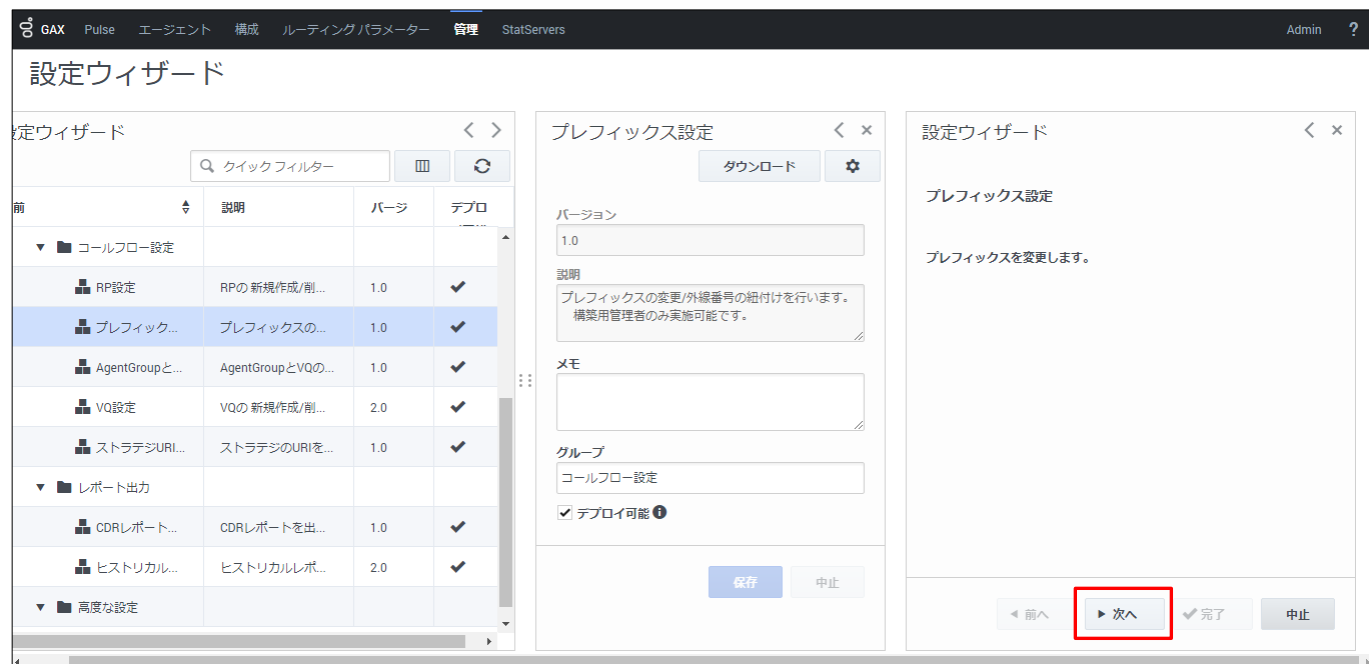 GAX Pulse エージェント 構成 ルーティング パラメーター 管理 StatServers Admin ?
設定ウィザード
定ウィザード
クイック フィルター
前 説明 バージ デプロ
コールフロー設定
RP設定 RPの 新規作成/削... 1.0
プレフィック... プレフィックスの... 1.0
AgentGroupと... AgentGroupとVQの... 1.0
VQ設定 VQの 新規作成/削... 2.0
ストラテジURI... ストラテジのURIを... 1.0
レポート出力
CDRレポート... CDRレポートを出... 1.0
ヒストリカル... ヒストリカルレポ... 2.0
高度な設定
プレフィックス設定
ダウンロード
バージョン
1.0
説明
プレフィックスの変更/外線番号の紐付けを行います。
構築用管理者のみ実施可能です。
メモ
グループ
コールフロー設定
デプロイ可能
保存 中止
設定ウィザード
プレフィックス設定
プレフィックスを変更します。
前へ 次へ 完了 中止